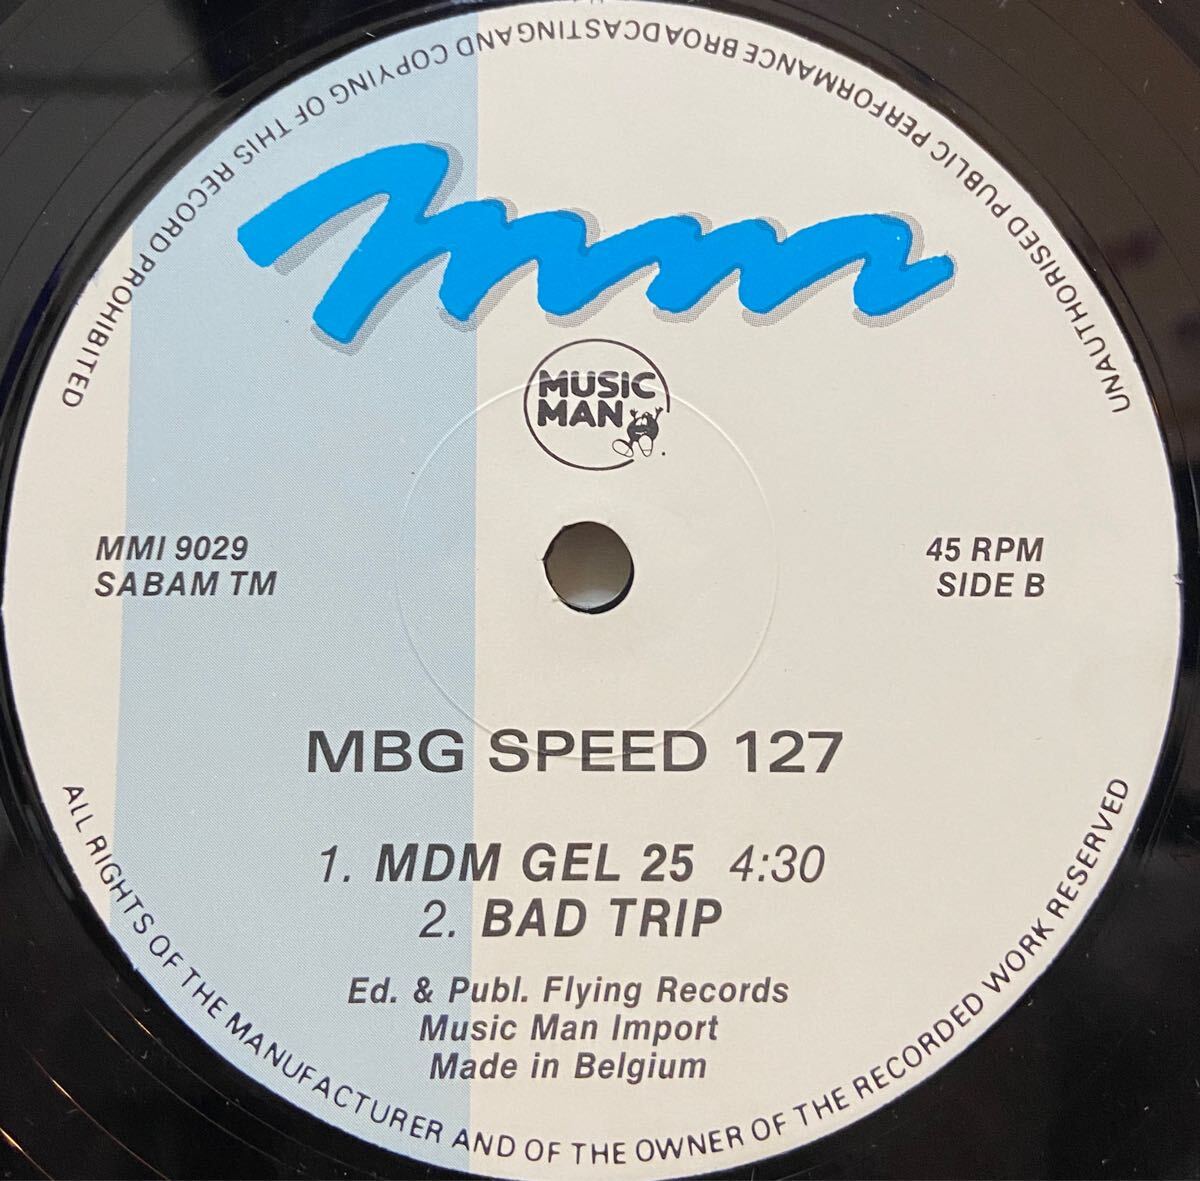 UNAUTHORISED PUBLIC PERFORMANCE BROADCASTING AND COPYING OF THIS RECORD PROHIBITED
mm
MUSIC
MAN
MMI 9029
SABAM TM
45 RPM
SIDE B
MBG SPEED 127
1. MDM GEL 25 4:30
2. BAD TRIP
Ed. & Publ. Flying Records
Music Man Import
Made in Belgium
ALL RIGHTS OF THE MANUFACTURER AND OF THE OWNER OF THE RECORDED WORK RESERVED